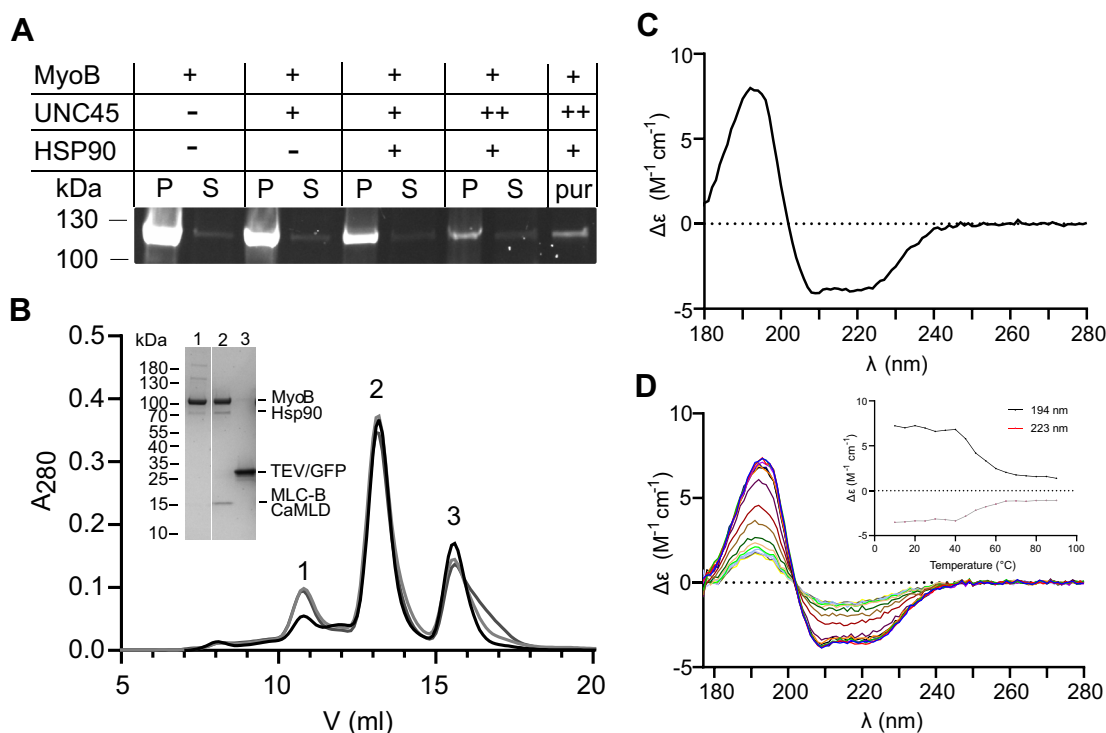 A
MyoB + + + + +
UNC45 - + + ++ ++
HSP90 - - + + +
kDa P S P S P S P S pur
130
100
B
0.5
0.4
0.3
0.2
0.1
0.0
A280
5 10 15 20
V (ml)
1
2
3
kDa 1 2 3
180
130
100
70
55
40
35
25
15
10
MyoB
Hsp90
TEV/GFP
MLC-B
CaMLD
C
10
5
0
-5
Δε (M⁻¹ cm⁻¹)
180 200 220 240 260 280
λ (nm)
D
10
5
0
-5
Δε (M⁻¹ cm⁻¹)
180 200 220 240 260 280
λ (nm)
10
5
0
-5
Δε (M⁻¹ cm⁻¹)
194 nm
223 nm
0 20 40 60 80 100
Temperature (°C)